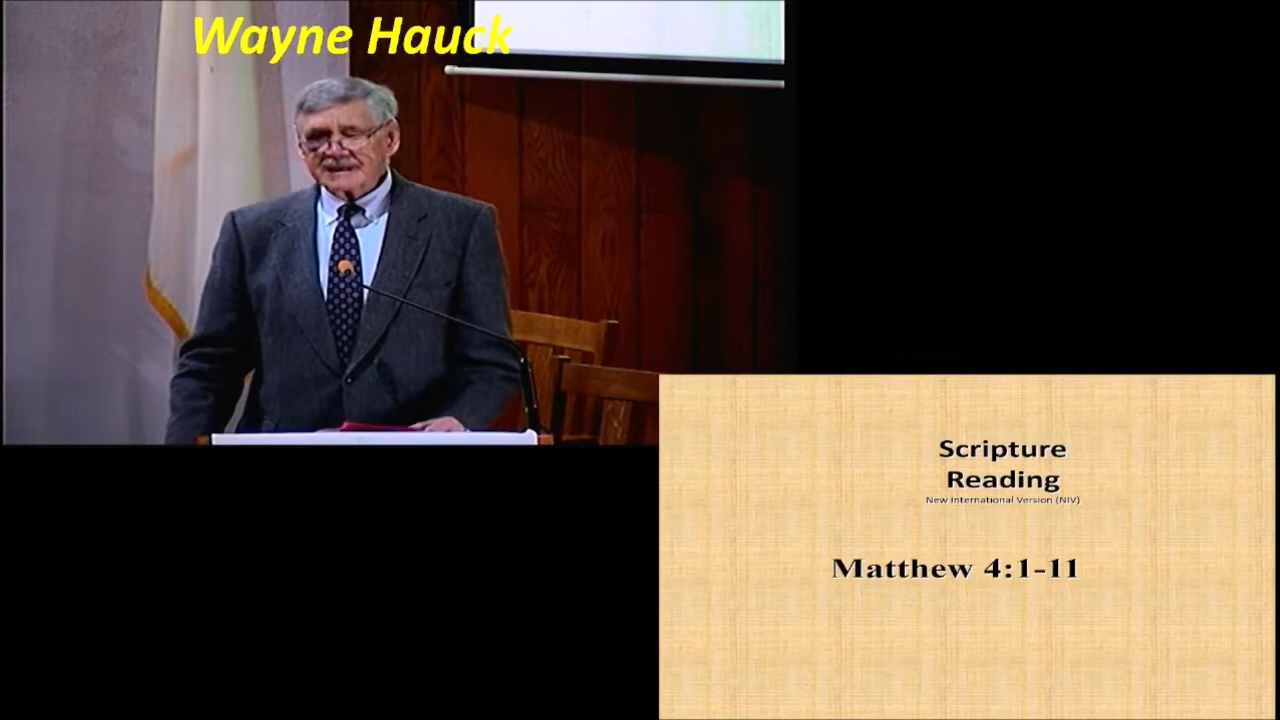 Wayne Hauck
Scripture
Reading
New International Version (NIV)
Matthew 4:1-11